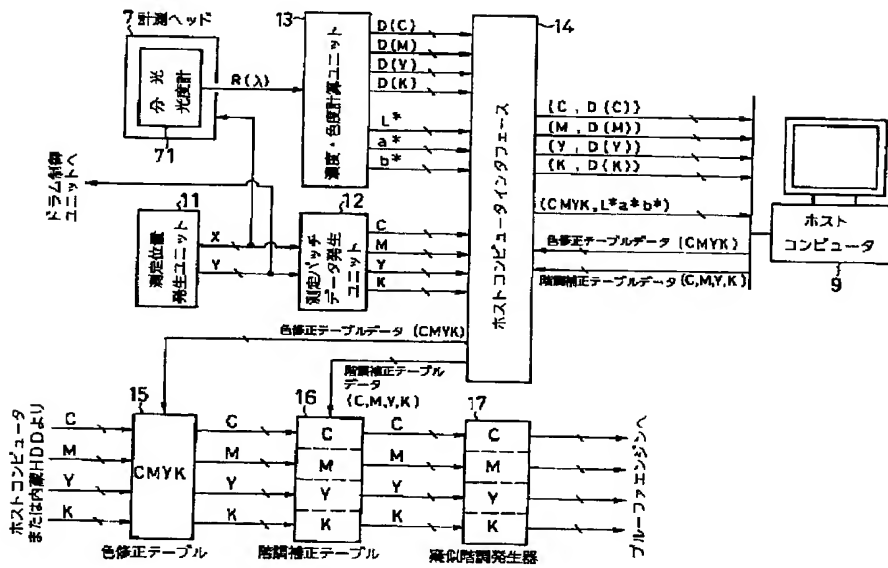 7 計測ヘッド
分光
光度計
71
R(λ)
13
濃度・色度計算ユニット
D(C)
D(M)
D(Y)
D(K)
L*
a*
b*
14
ホストコンピュータインタフェース
{C, D(C)}
{M, D(M)}
{Y, D(Y)}
{K, D(K)}
(CMYK, L*a*b*)
色修正テーブルデータ(CMYK)
階調補正テーブルデータ(C,M,Y,K)
ホスト
コンピュータ
9
ドラム制御
ユニットへ
11
測定位置
発生ユニット
X
Y
12
測定パッチ
データ発生
ユニット
C
M
Y
K
色修正テーブルデータ(CMYK)
階調補正テーブル
データ
(C,M,Y,K)
ホストコンピュータ
または内蔵HDDより
C
M
Y
K
15
CMYK
色修正テーブル
C
M
Y
K
16
C
M
Y
K
階調補正テーブル
C
M
Y
K
17
C
M
Y
K
疑似階調発生器
プルーファエンジンへ